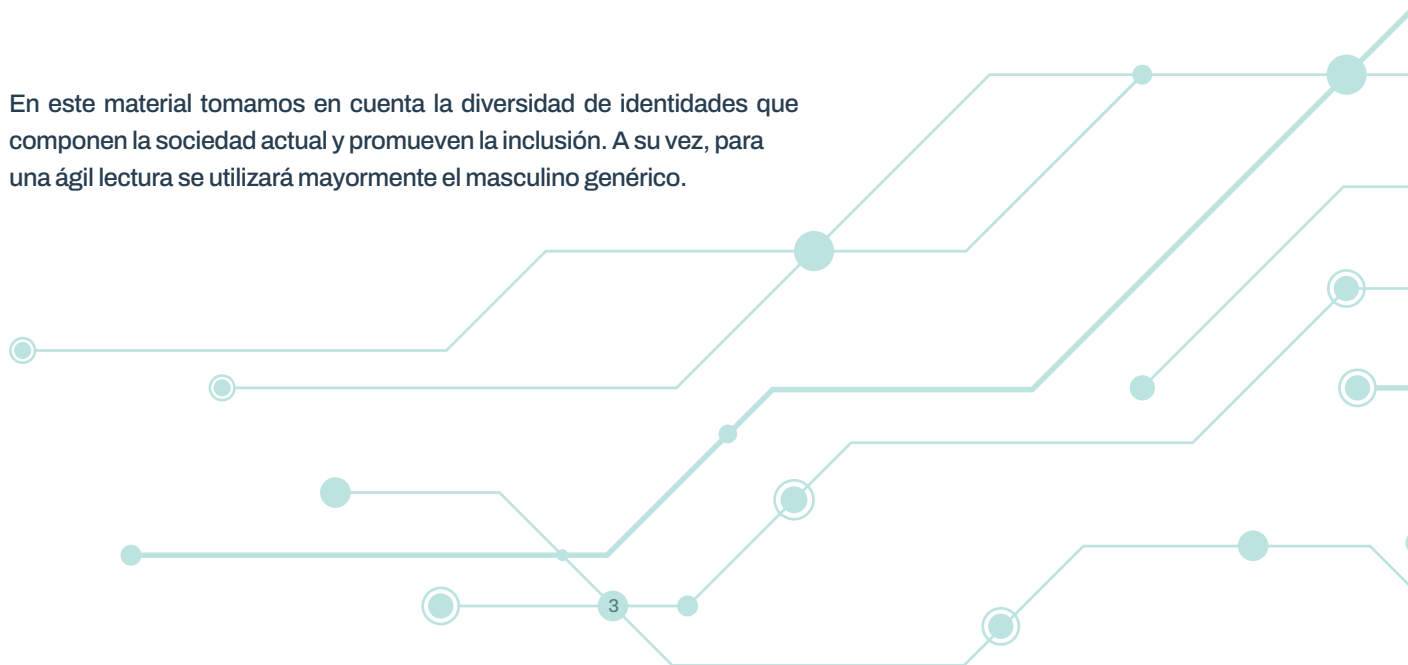 En este material tomamos en cuenta la diversidad de identidades que
componen la sociedad actual y promueven la inclusión. A su vez, para
una ágil lectura se utilizará mayormente el masculino genérico.
3